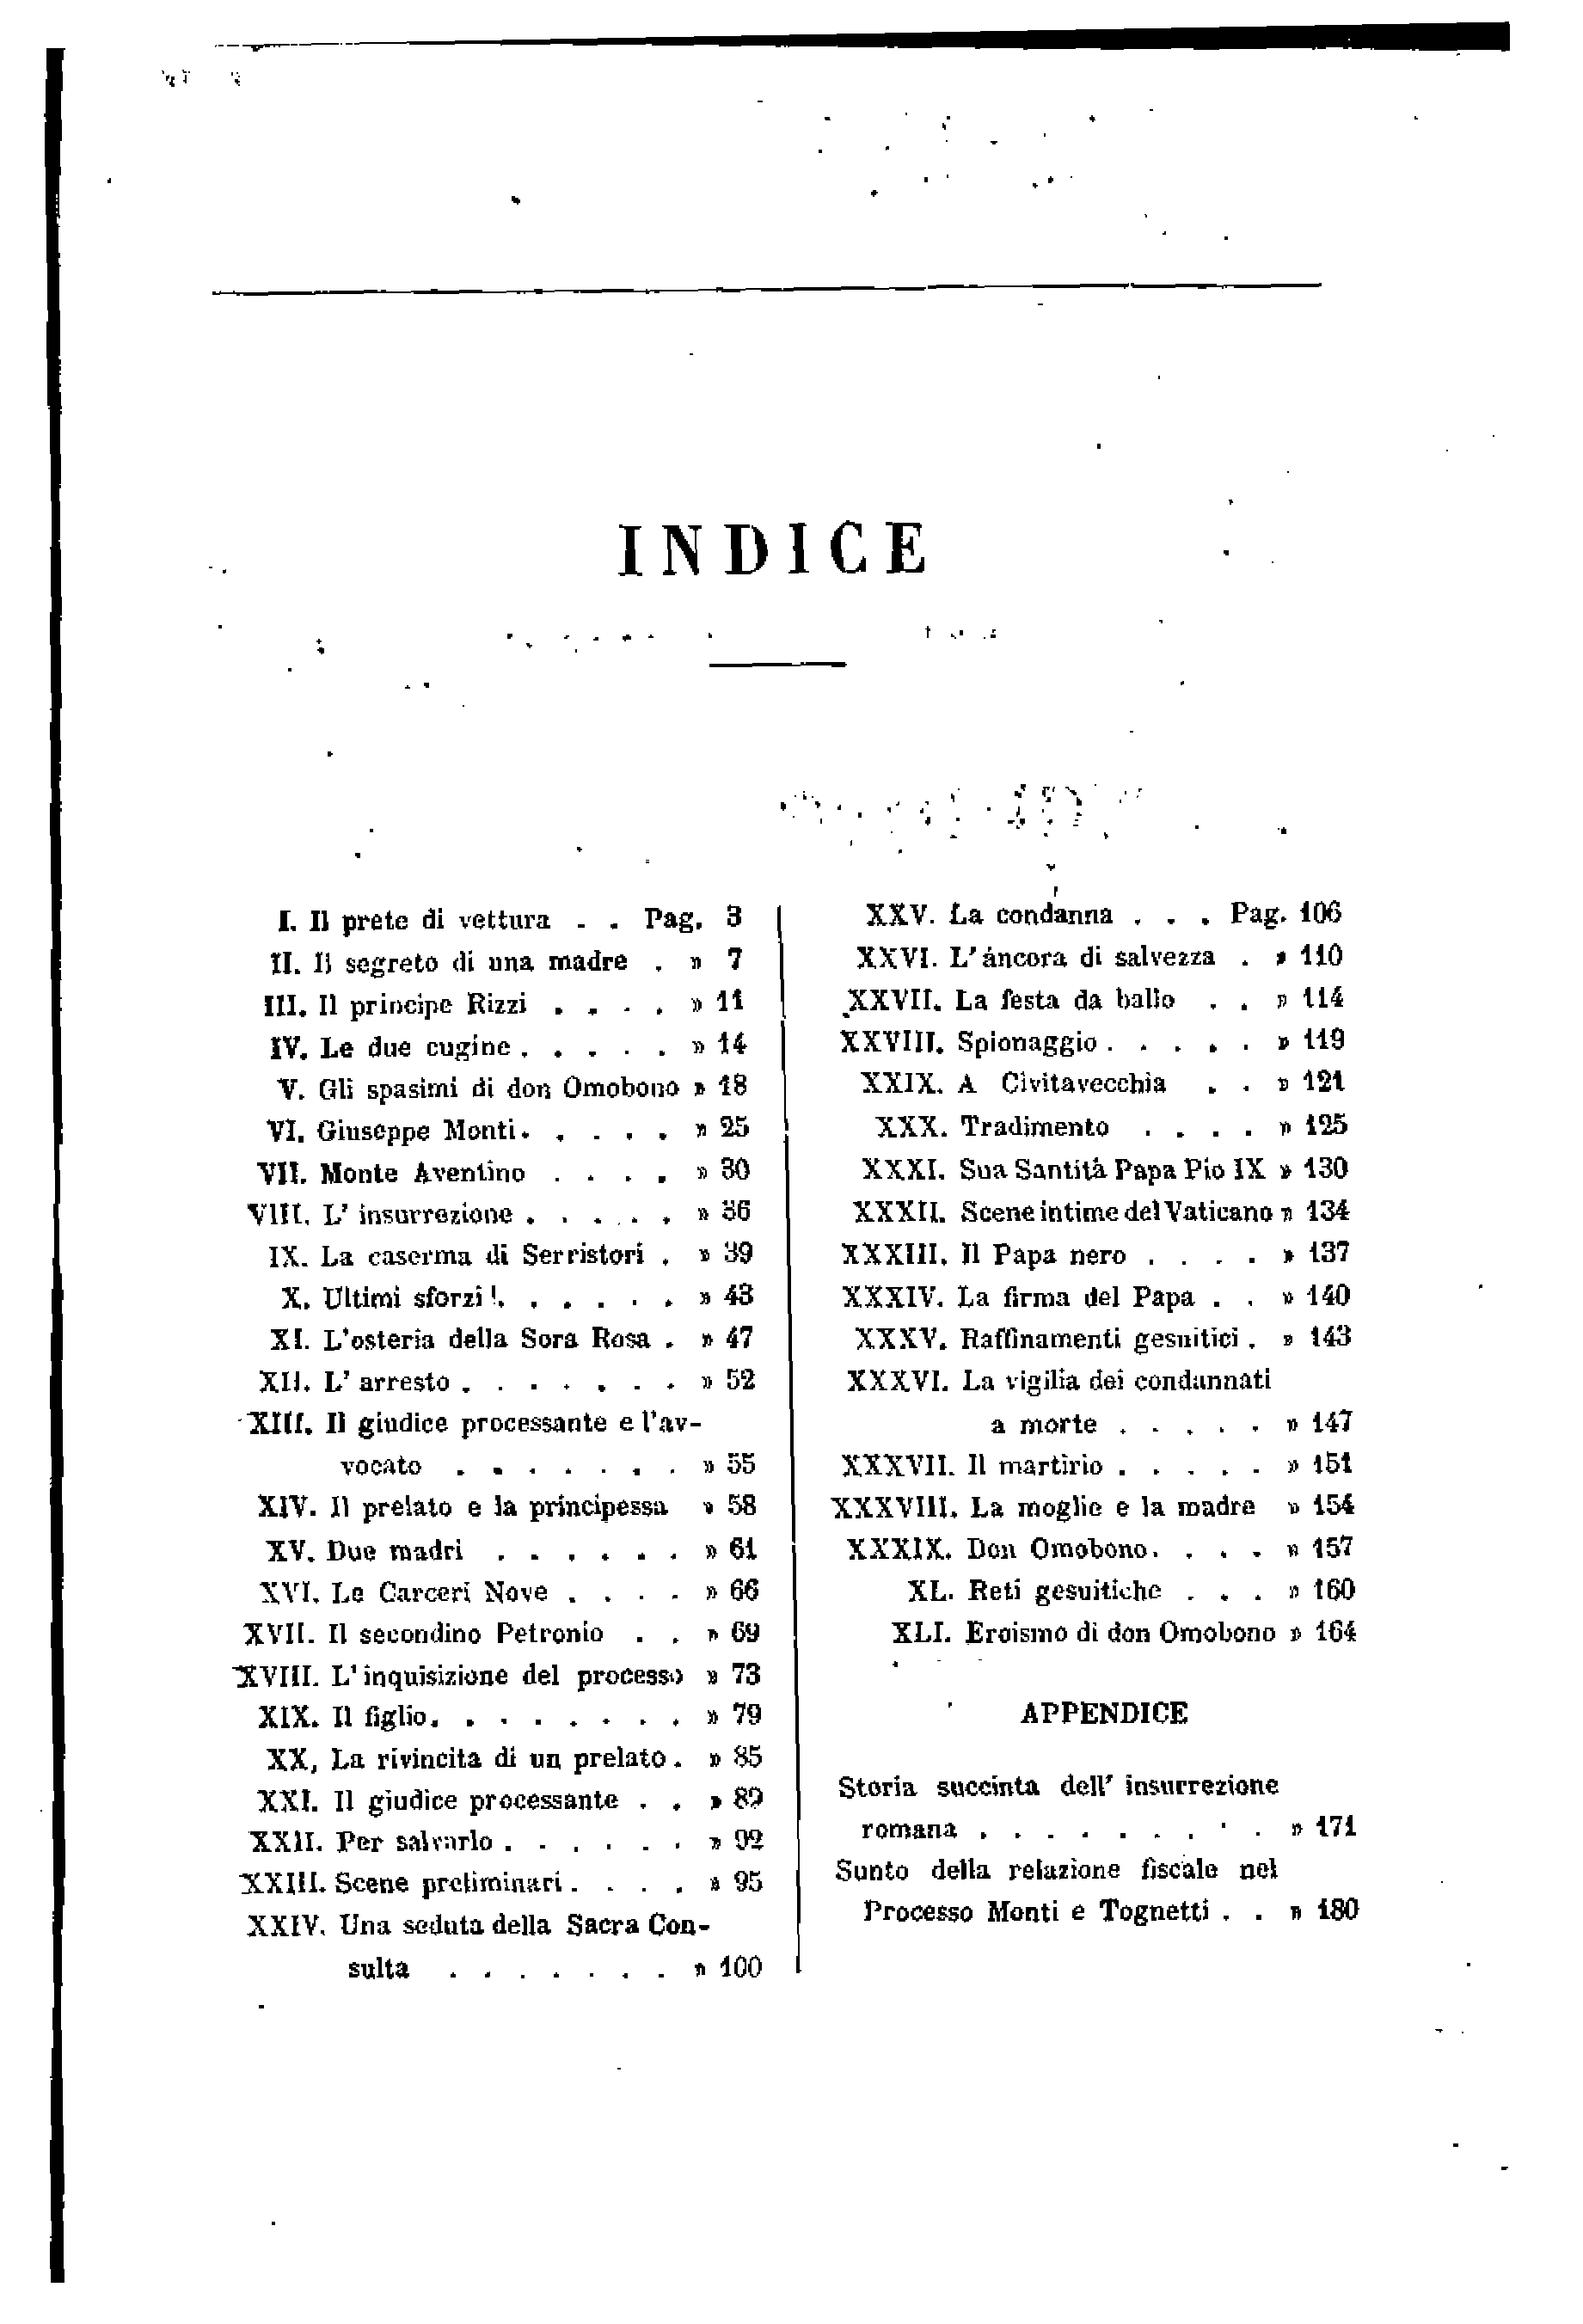 INDICE
I. Il prete di vettura . . Pag. 3
II. Il segreto di una madre . » 7
III. Il principe Rizzi . . . . » 11
IV. Le due cugine . . . . . » 14
V. Gli spasimi di don Omobono » 18
VI. Giuseppe Monti . . . . . » 25
VII. Monte Aventino . . . . » 30
VIII. L' insurrezione . . . . . » 36
IX. La caserma di Serristori . » 39
X. Ultimi sforzi ! . . . . . . » 43
XI. L'osteria della Sora Rosa . » 47
XII. L' arresto . . . . . . . » 52
XIII. Il giudice processante e l'av-
vocato . . . . . . . » 55
XIV. Il prelato e la principessa » 58
XV. Due madri . . . . . . » 61
XVI. Le Carceri Nove . . . . » 66
XVII. Il secondino Petronio . . » 69
XVIII. L' inquisizione del processo » 73
XIX. Il figlio . . . . . . . . » 79
XX, La rivincita di un prelato . » 85
XXI. Il giudice processante . . » 89
XXII. Per salvarlo . . . . . . » 92
XXIII. Scene preliminari . . . . » 95
XXIV. Una seduta della Sacra Con-
sulta . . . . . . . » 100
XXV. La condanna . . . Pag. 106
XXVI. L' áncora di salvezza . » 110
XXVII. La festa da ballo . . » 114
XXVIII. Spionaggio . . . . . » 119
XXIX. A Civitavecchia . . » 121
XXX. Tradimento . . . . » 125
XXXI. Sua Santità Papa Pio IX » 130
XXXII. Scene intime del Vaticano » 134
XXXIII. Il Papa nero . . . . » 137
XXXIV. La firma del Papa . . » 140
XXXV. Raffinamenti gesuitici . » 143
XXXVI. La vigilia dei condannati
a morte . . . . . » 147
XXXVII. Il martirio . . . . . » 151
XXXVIII. La moglie e la madre » 154
XXXIX. Don Omobono . . . . » 157
XL. Reti gesuitiche . . . » 160
XLI. Eroismo di don Omobono » 164
APPENDICE
Storia succinta dell' insurrezione
romana . . . . . . . . . » 171
Sunto della relazione fiscale nel
Processo Monti e Tognetti . . » 180